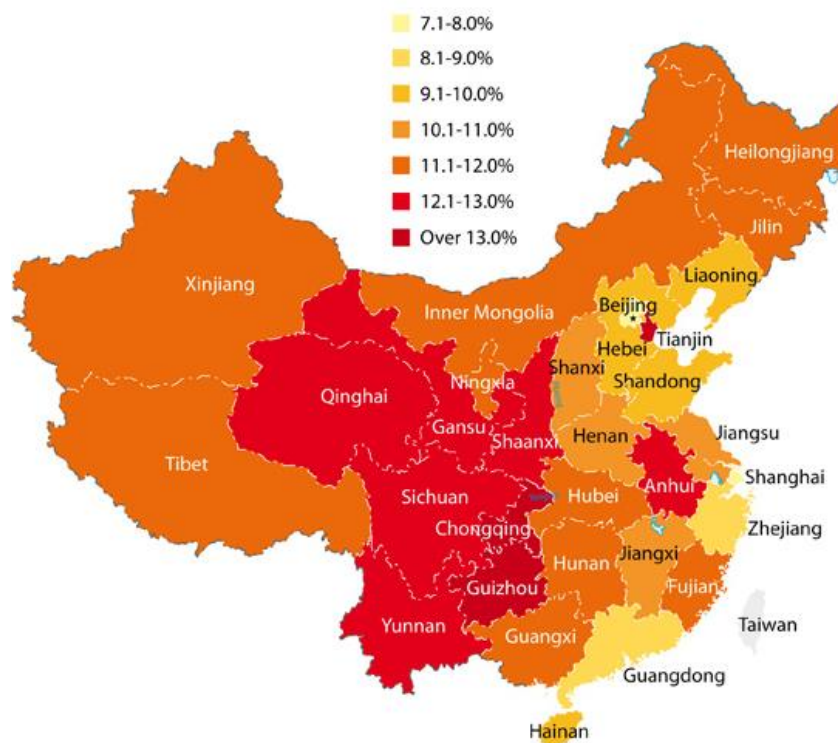 7.1-8.0%
8.1-9.0%
9.1-10.0%
10.1-11.0%
11.1-12.0%
12.1-13.0%
Over 13.0%
Heilongjiang
Jilin
Liaoning
Xinjiang
Inner Mongolia
Beijing
Tianjin
Hebei
Shanxi
Shandong
Ningxia
Qinghai
Gansu
Shaanxi
Henan
Jiangsu
Tibet
Shanghai
Anhui
Sichuan
Hubei
Chongqing
Zhejiang
Jiangxi
Hunan
Guizhou
Fujian
Yunnan
Guangxi
Taiwan
Guangdong
Hainan